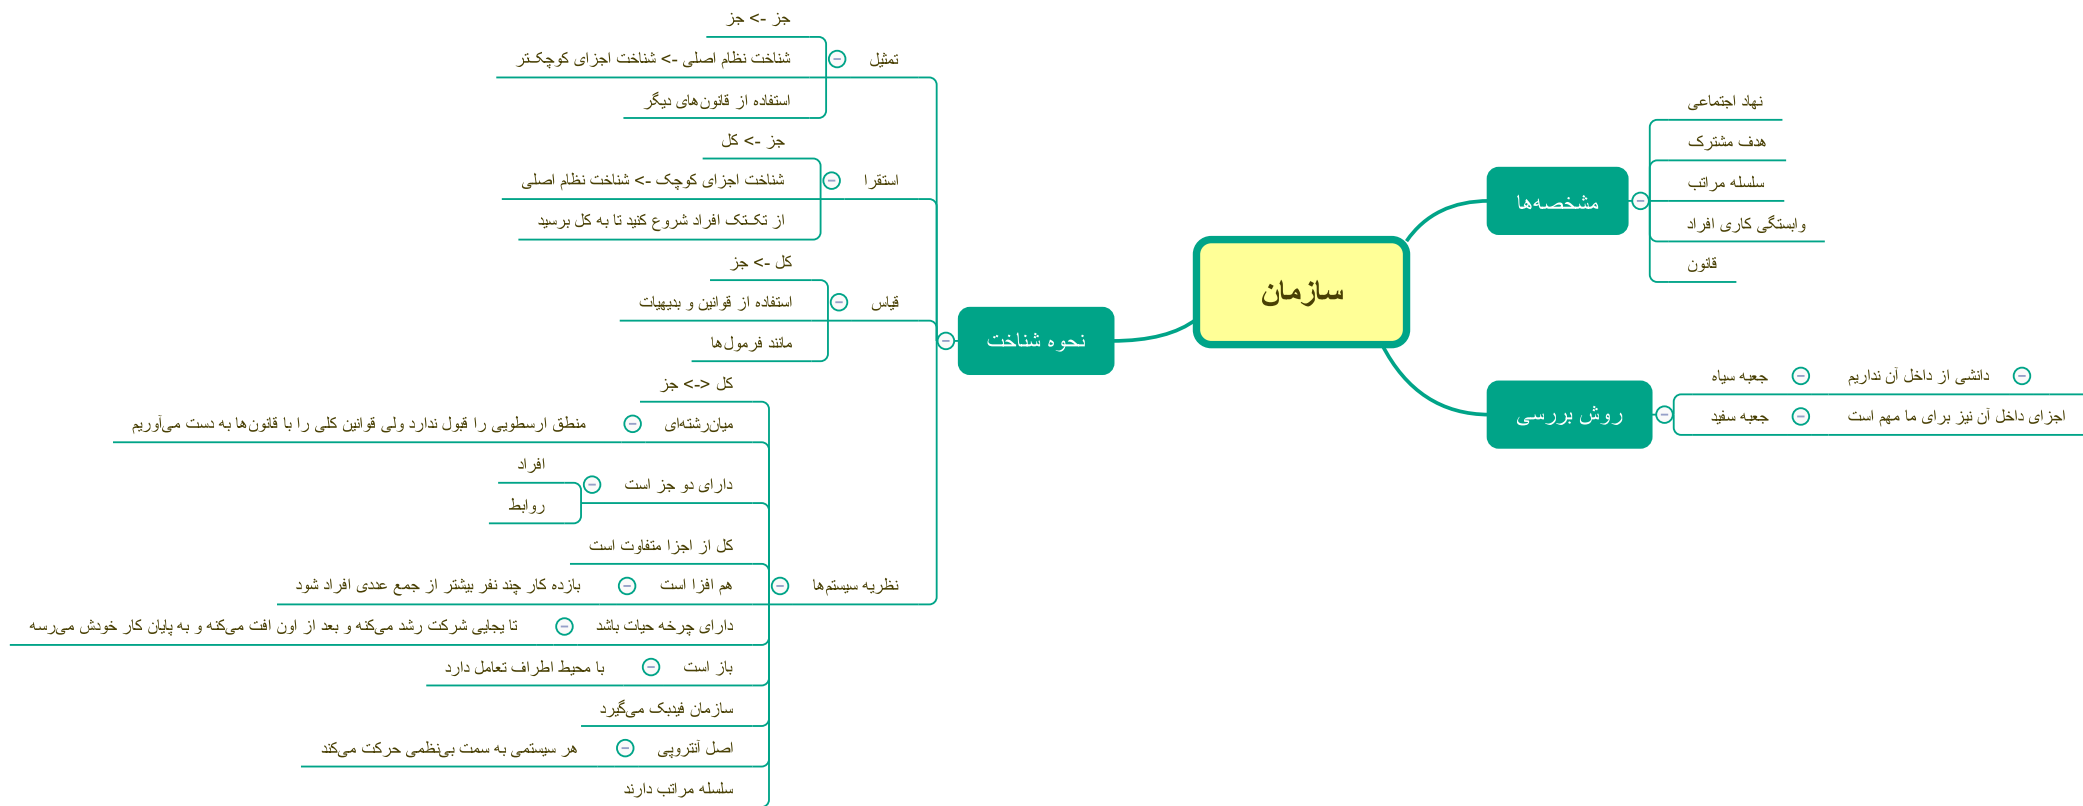 سازمان
مشخصه‌ها
نهاد اجتماعی
هدف مشترک
سلسله مراتب
وابستگی کاری افراد
قانون
روش بررسی
جعبه سیاه
دانشی از داخل آن نداریم
جعبه سفید
اجزای داخل آن نیز برای ما مهم است
نحوه شناخت
تمثیل
جز -> جز
شناخت نظام اصلی -> شناخت اجزای کوچک‌تر
استفاده از قانون‌های دیگر
استقرا
جز -> کل
شناخت اجزای کوچک -> شناخت نظام اصلی
از تک‌تک افراد شروع کنید تا به کل برسید
قیاس
کل -> جز
استفاده از قوانین و بدیهیات
مانند فرمول‌ها
نظریه سیستم‌ها
کل <-> جز
میان‌رشته‌ای
منطق ارسطویی را قبول ندارد ولی قوانین کلی را با قانون‌ها به دست می‌آوریم
دارای دو جز است
افراد
روابط
کل از اجزا متفاوت است
هم افزا است
بازده کار چند نفر بیشتر از جمع عددی افراد شود
دارای چرخه حیات باشد
تا یجایی شرکت رشد می‌کنه و بعد از اون افت می‌کنه و به پایان کار خودش می‌رسه
باز است
با محیط اطراف تعامل دارد
سازمان فیدبک می‌گیرد
اصل آنتروپی
هر سیستمی به سمت بی‌نظمی حرکت می‌کند
سلسله مراتب دارند